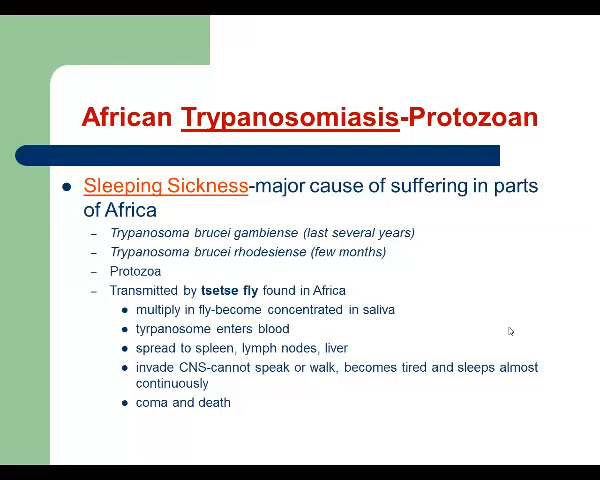 African Trypanosomiasis-Protozoan
Sleeping Sickness-major cause of suffering in parts
of Africa
Trypanosoma brucei gambiense (last several years)
Trypanosoma brucei rhodesiense (few months)
Protozoa
Transmitted by tsetse fly found in Africa
multiply in fly-become concentrated in saliva
tyrpanosome enters blood
spread to spleen, lymph nodes, liver
invade CNS-cannot speak or walk, becomes tired and sleeps almost
continuously
coma and death